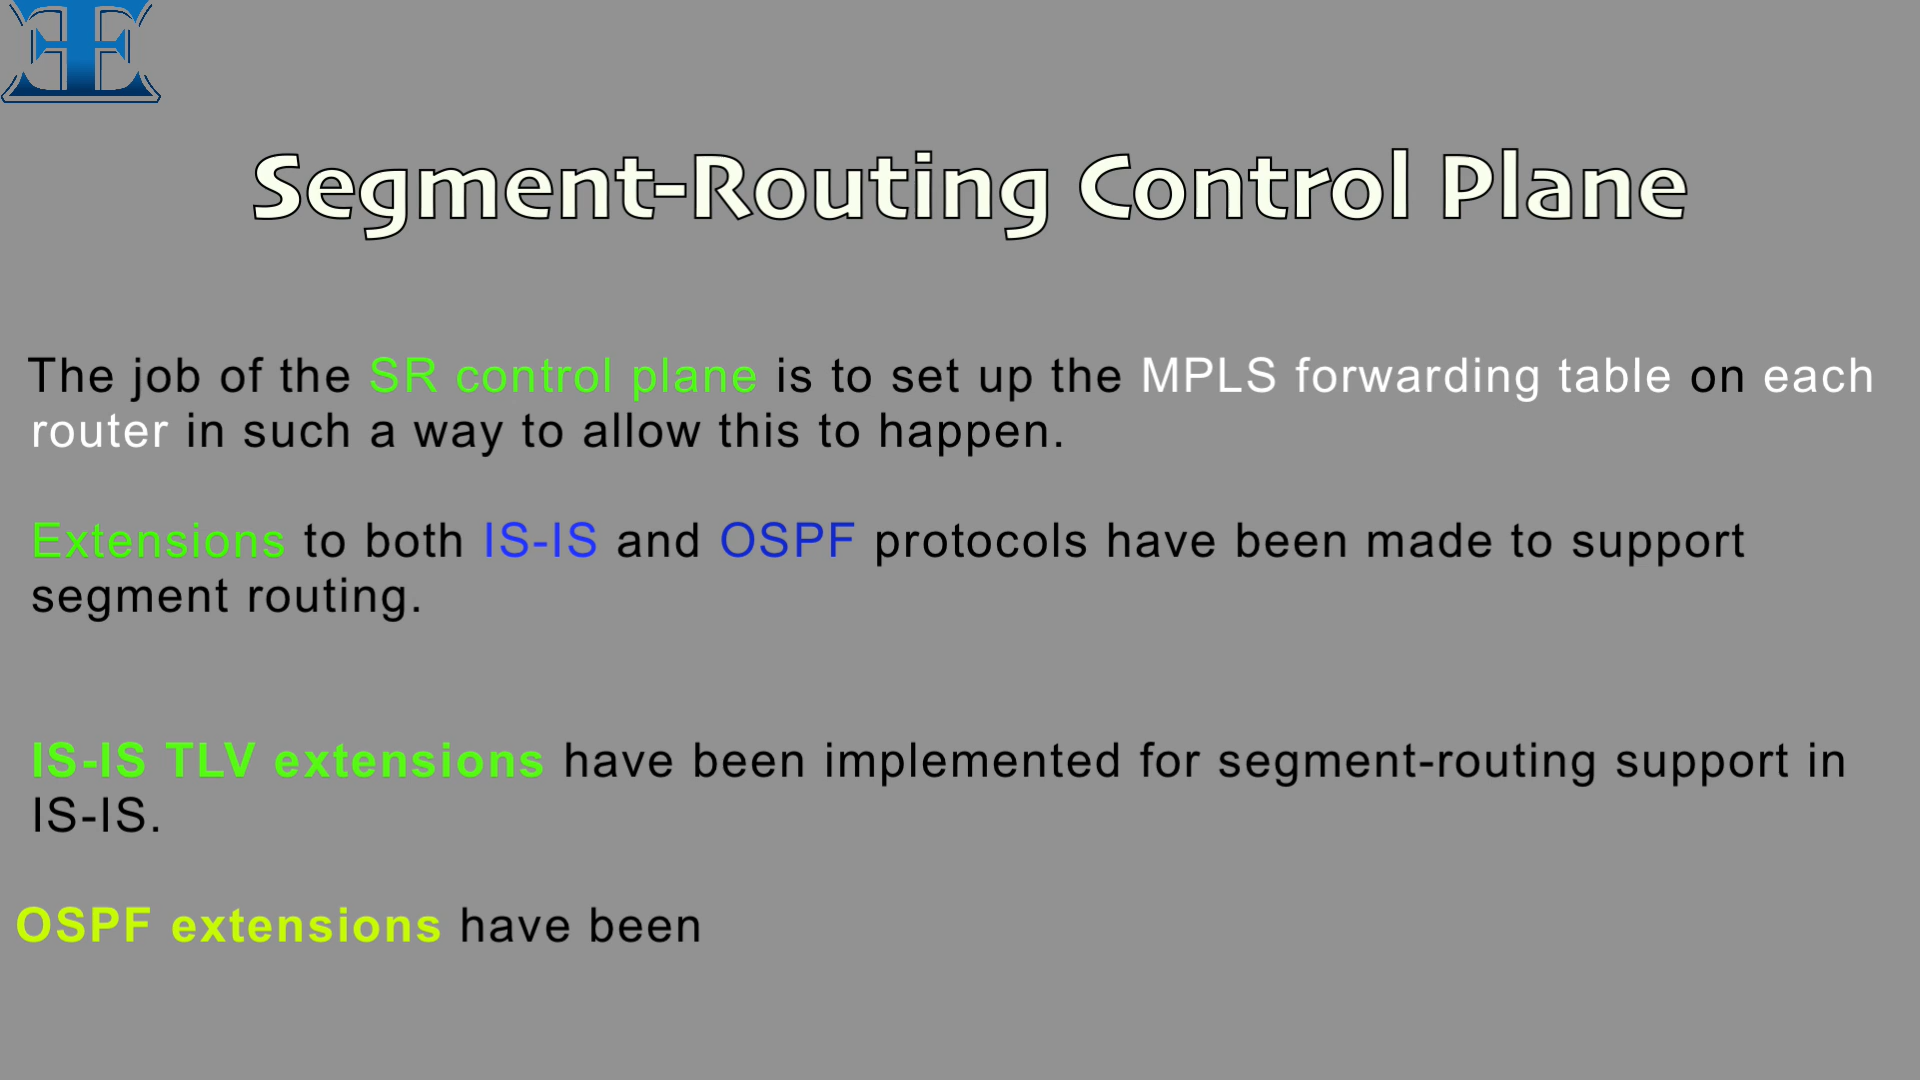 Segment-Routing Control Plane
The job of the SR control plane is to set up the MPLS forwarding table on each
router in such a way to allow this to happen.
Extensions to both IS-IS and OSPF protocols have been made to support
segment routing.
IS-IS TLV extensions have been implemented for segment-routing support in
IS-IS.
OSPF extensions have been